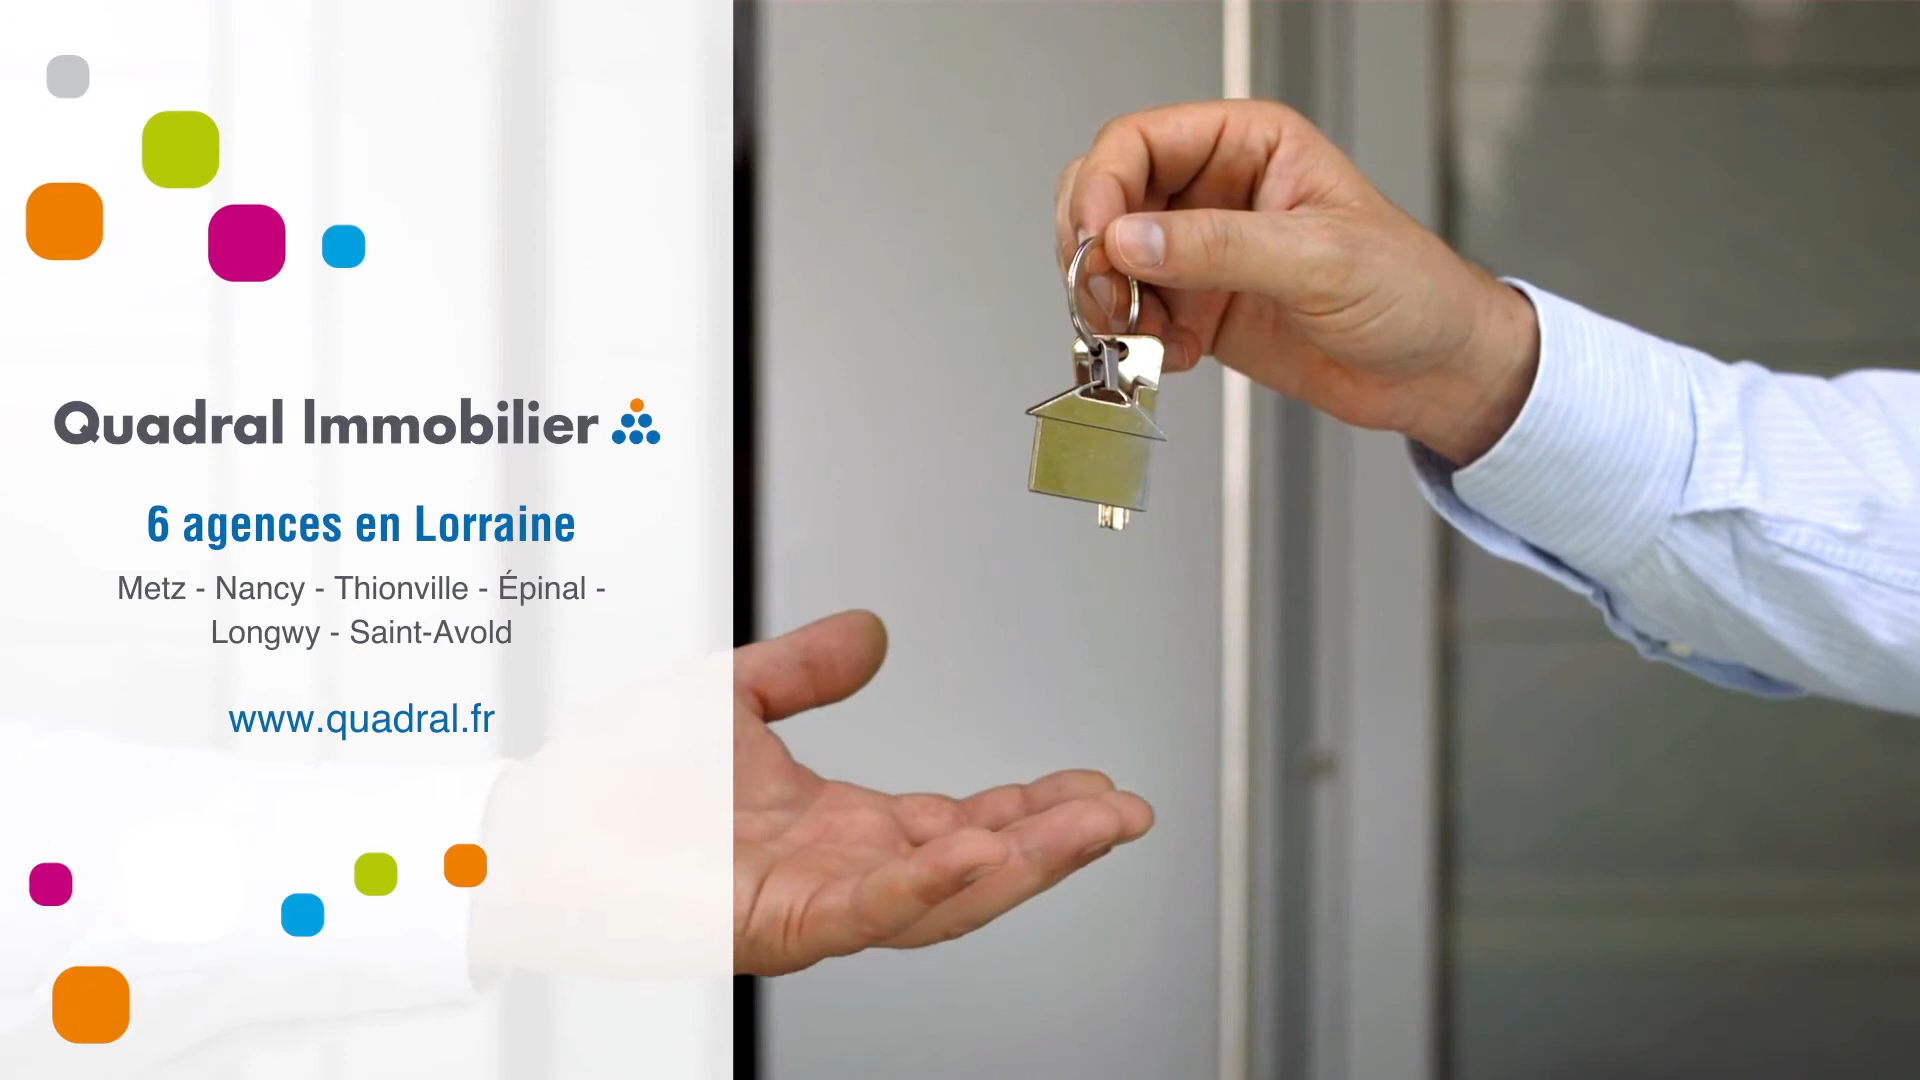 Quadral Immobilier
6 agences en Lorraine
Metz - Nancy - Thionville - Épinal -
Longwy - Saint-Avold
www.quadral.fr